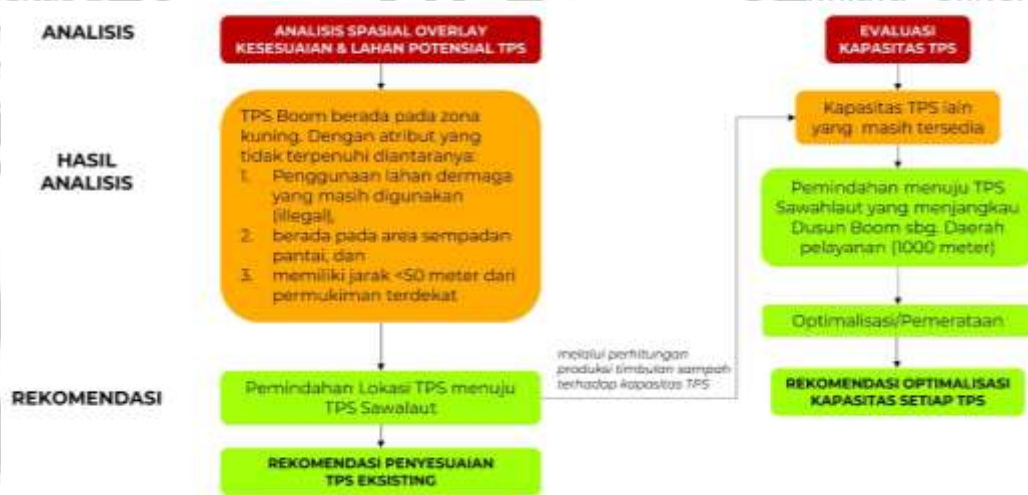 ANALISIS
ANALISIS SPASIAL OVERLAY
KESESUAIAN & LAHAN POTENSIAL TPS
EVALUASI
KAPASITAS TPS
HASIL
ANALISIS
TPS Boom berada pada zona
kuning. Dengan atribut yang
tidak terpenuhi diantaranya:
1. Penggunaan lahan dermaga
yang masih digunakan
(illegal),
2. berada pada area sempadan
pantai, dan
3. memiliki jarak <50 meter dari
permukiman terdekat
Kapasitas TPS lain
yang masih tersedia
Pemindahan menuju TPS
Sawahlaut yang menjangkau
Dusun Boom sbg. Daerah
pelayanan (1000 meter)
Optimalisasi/Pemerataan
melalui perhitungan
produksi timbulan sampah
terhadap kapasitas TPS
REKOMENDASI
Pemindahan Lokasi TPS menuju
TPS Sawalaut
REKOMENDASI OPTIMALISASI
KAPASITAS SETIAP TPS
REKOMENDASI PENYESUAIAN
TPS EKSISTING